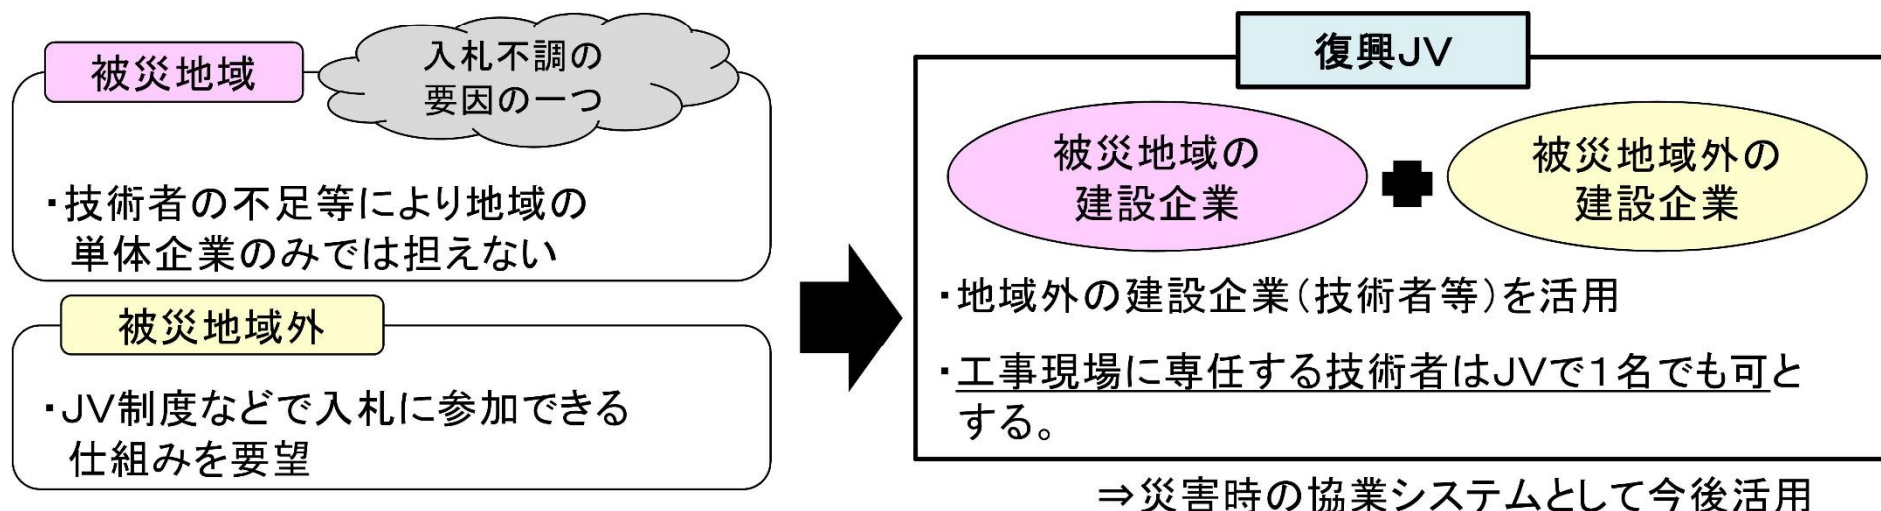 被災地域
入札不調の
要因の一つ
・技術者の不足等により地域の
単体企業のみでは担えない
被災地域外
・JV制度などで入札に参加できる
仕組みを要望
復興JV
被災地域の
建設企業
被災地域外の
建設企業
・地域外の建設企業(技術者等)を活用
・工事現場に専任する技術者はJVで1名でも可と
する。
⇒災害時の協業システムとして今後活用